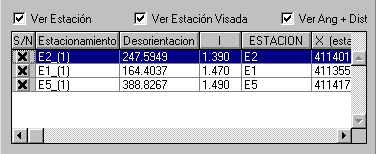 Ver Estación Ver Estación Visada Ver Ang + Dist
S/N Estacionamiento Desorientacion I ESTACIÓN X (esta
E2_(1) 247.5949 1.390 E2 411401
E1_(1) 164.4037 1.470 E1 411355
E5_(1) 388.8267 1.490 E5 411417